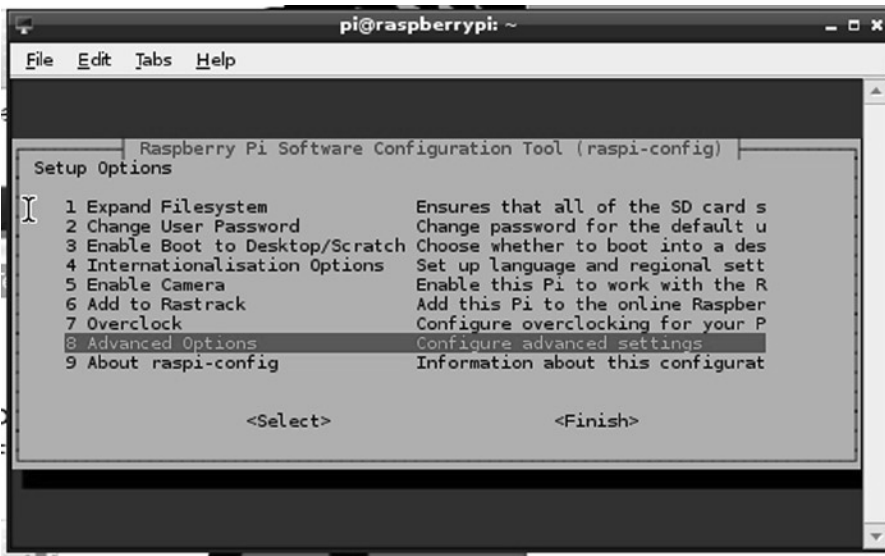 pi@raspberrypi: ~
File Edit Tabs Help
Raspberry Pi Software Configuration Tool (raspi-config)
Setup Options
1 Expand Filesystem Ensures that all of the SD card s
2 Change User Password Change password for the default u
3 Enable Boot to Desktop/Scratch Choose whether to boot into a des
4 Internationalisation Options Set up language and regional sett
5 Enable Camera Enable this Pi to work with the R
6 Add to Rastrack Add this Pi to the online Raspber
7 Overclock Configure overclocking for your P
8 Advanced Options Configure advanced settings
9 About raspi-config Information about this configurat
<Select> <Finish>